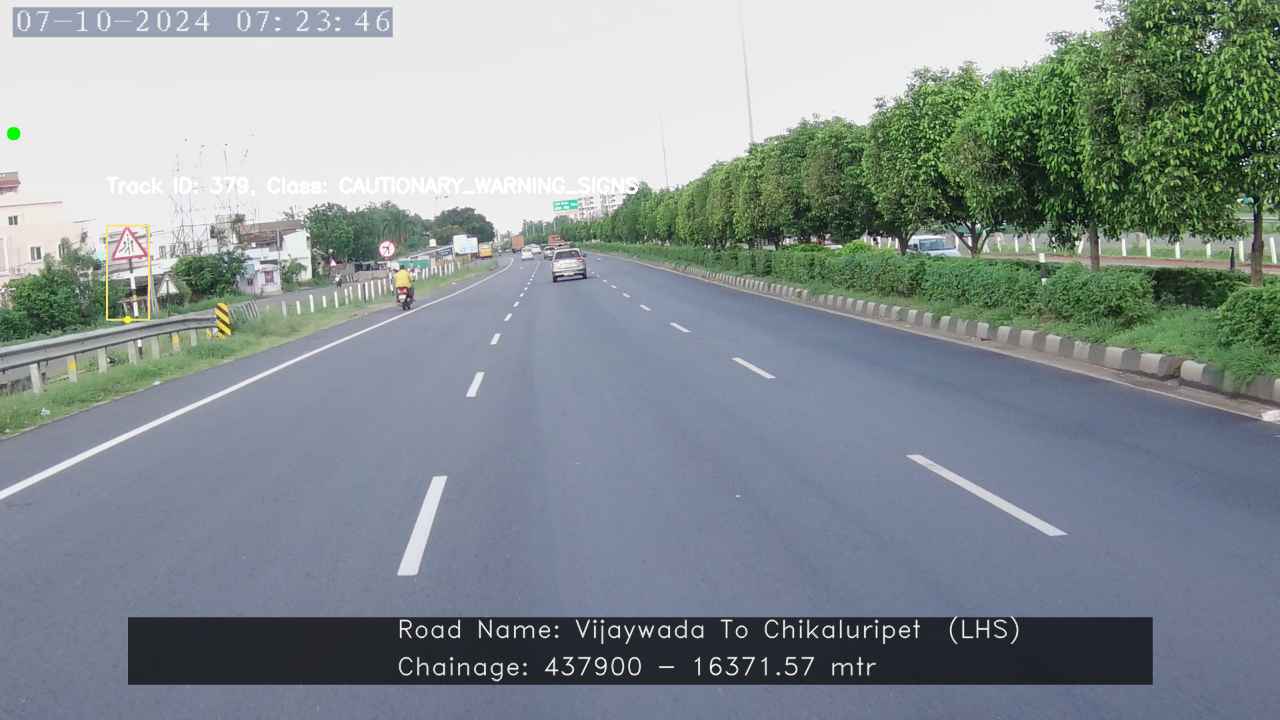 07-10-2024 07:23:46
Track ID: 379, Class: CAUTIONARY_WARNING_SIGNS
Road Name: Vijaywada To Chikaluripet (LHS)
Chainage: 437900 - 16371.57 mtr